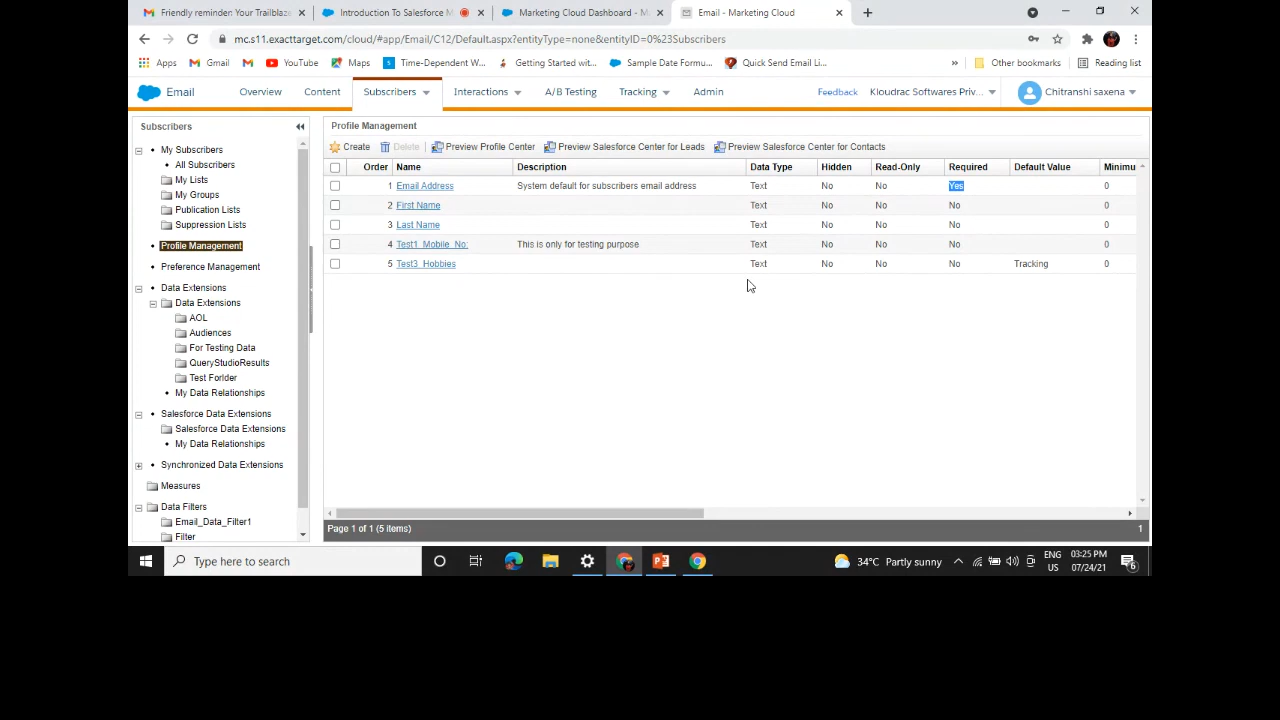 Friendly reminden Your Trailblaze
Introduction To Salesforce M
Marketing Cloud Dashboard - M
Email - Marketing Cloud
mc.s11.exacttarget.com/cloud/#app/Email/C12/Default.aspx?entityType=none&entityID=0%23Subscribers
Apps
Gmail
YouTube
Maps
Time-Dependent W...
Getting Started wit...
Sample Date Formu...
Quick Send Email Li...
»
Other bookmarks
Reading list
Email
Overview
Content
Subscribers
Interactions
A/B Testing
Tracking
Admin
Feedback
Kloudrac Softwares Priv...
Chitranshi saxena
Subscribers
My Subscribers
All Subscribers
My Lists
My Groups
Publication Lists
Suppression Lists
Profile Management
Preference Management
Data Extensions
Data Extensions
AOL
Audiences
For Testing Data
QueryStudioResults
Test Forlder
My Data Relationships
Salesforce Data Extensions
Salesforce Data Extensions
My Data Relationships
Synchronized Data Extensions
Measures
Data Filters
Email_Data_Filter1
Filter
Profile Management
Create
Delete
Preview Profile Center
Preview Salesforce Center for Leads
Preview Salesforce Center for Contacts
Order Name Description Data Type Hidden Read-Only Required Default Value Minimu
1 Email Address System default for subscribers email address Text No No Yes 0
2 First Name Text No No No 0
3 Last Name Text No No No 0
4 Test1_Mobile_No: This is only for testing purpose Text No No No 0
5 Test3_Hobbies Text No No No Tracking 0
Page 1 of 1 (5 items)
1
Type here to search
34°C Partly sunny
ENG
US
03:25 PM
07/24/21
6